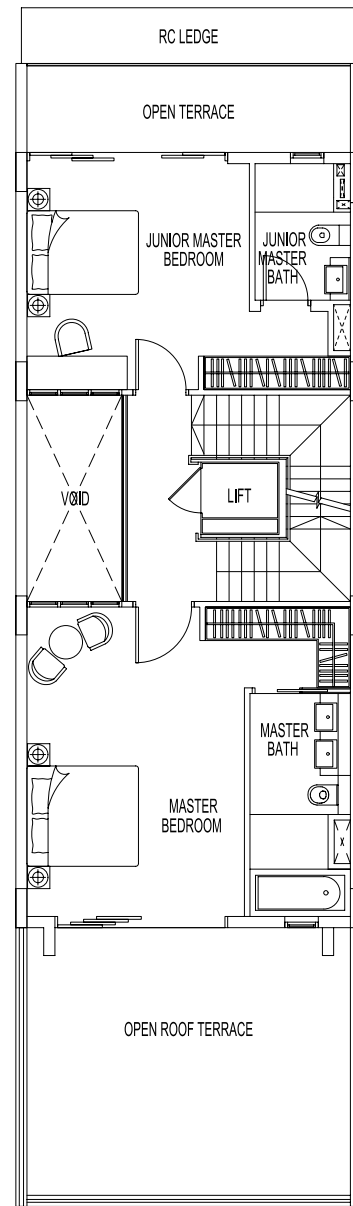 RC LEDGE
OPEN TERRACE
JUNIOR MASTER
BEDROOM
JUNIOR
MASTER
BATH
VOID
LIFT
MASTER
BATH
MASTER
BEDROOM
OPEN ROOF TERRACE